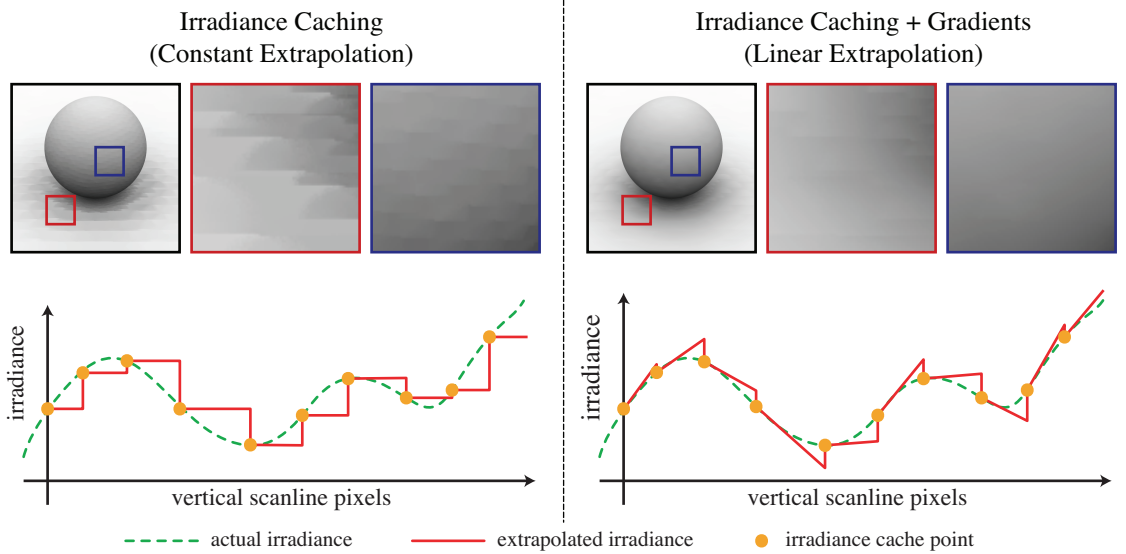 Irradiance Caching
(Constant Extrapolation)
Irradiance Caching + Gradients
(Linear Extrapolation)
irradiance
vertical scanline pixels
irradiance
vertical scanline pixels
actual irradiance
extrapolated irradiance
irradiance cache point